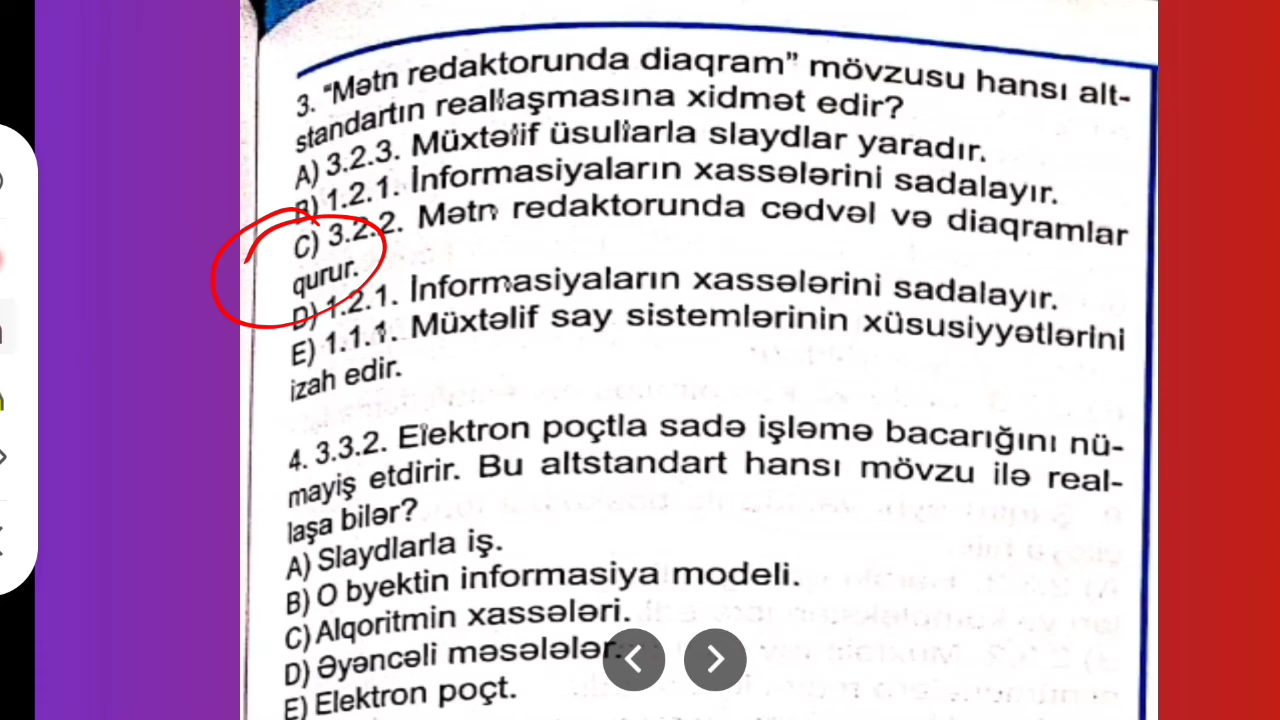 3. “Mətn redaktorunda diaqram” mövzusu hansı alt-
standartın reallaşmasına xidmət edir?
A) 3.2.3. Müxtəlif üsullarla slaydlar yaradır.
B) 1.2.1. İnformasiyaların xassələrini sadalayır.
C) 3.2.2. Mətn redaktorunda cədvəl və diaqramlar
qurur.
D) 1.2.1. İnformasiyaların xassələrini sadalayır.
E) 1.1.1. Müxtəlif say sistemlərinin xüsusiyyətlərini
izah edir.
4. 3.3.2. Elektron poçtla sadə işləmə bacarığını nü-
mayiş etdirir. Bu altstandart hansı mövzu ilə real-
laşa bilər?
A) Slaydlarla iş.
B) O byektin informasiya modeli.
C) Alqoritmin xassələri.
D) Əyəncəli məsələlər.
E) Elektron poçt.